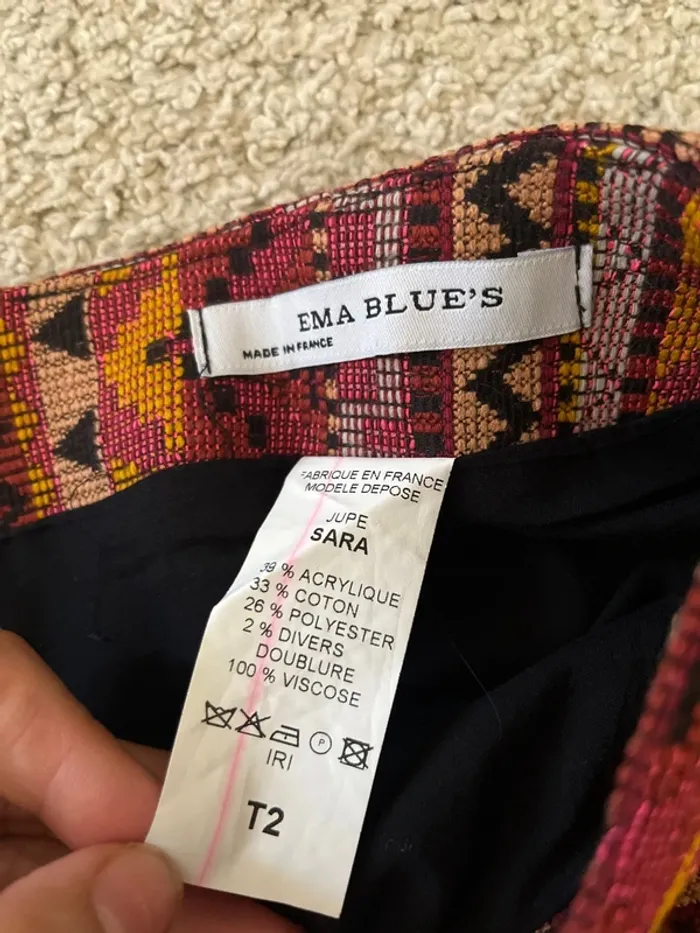 EMA BLUE'S
MADE IN FRANCE
FABRIQUE EN FRANCE
MODELE DEPOSE
JUPE
SARA
39 % ACRYLIQUE
33 % COTON
26 % POLYESTER
2 % DIVERS
DOUBLURE
100 % VISCOSE
P
IRI
T2